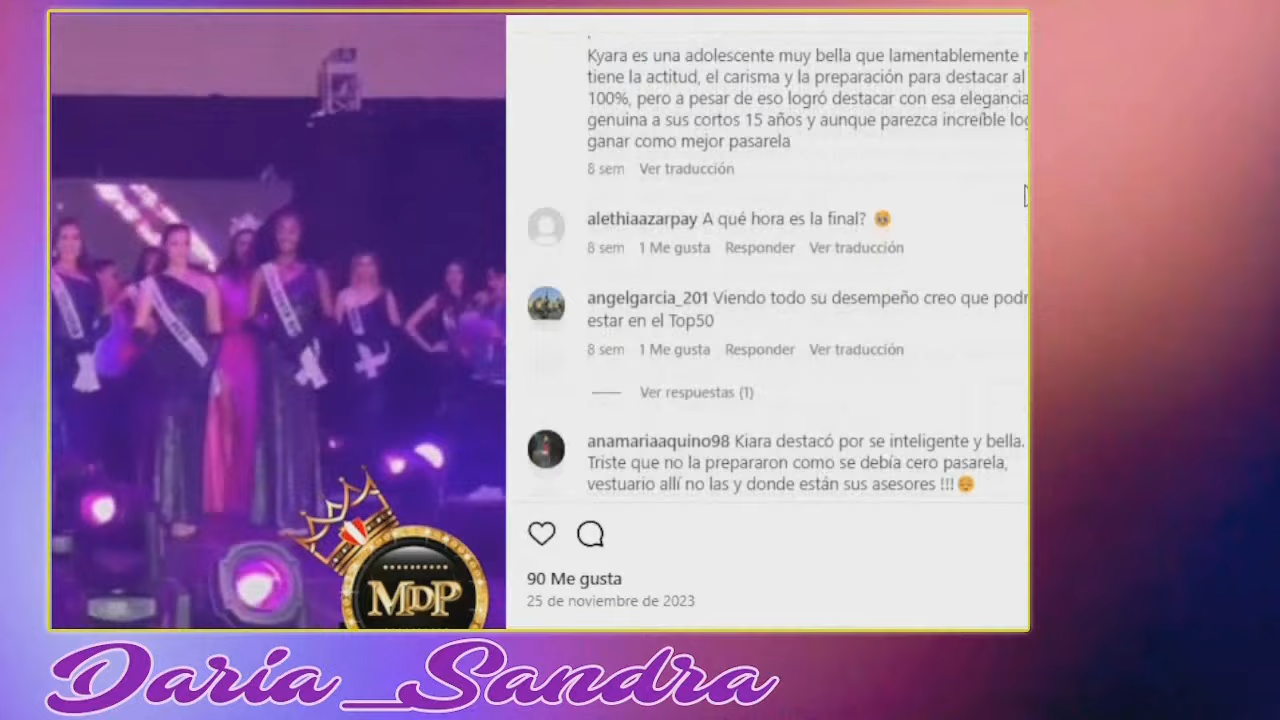 Kyara es una adolescente muy bella que lamentablemente
tiene la actitud, el carisma y la preparación para destacar al
100%, pero a pesar de eso logró destacar con esa elegancia
genuina a sus cortos 15 años y aunque parezca increíble
ganar como mejor pasarela
8 sem Ver traducción
alethiaazarpay A qué hora es la final?
8 sem 1 Me gusta Responder Ver traducción
angelgarcia_201 Viendo todo su desempeño creo que
estar en el Top50
8 sem 1 Me gusta Responder Ver traducción
Ver respuestas (1)
anamariaaquino98 Kiara destacó por se inteligente y bella.
Triste que no la prepararon como se debía cero pasarela,
vestuario allí no las y donde están sus asesores !!!
90 Me gusta
25 de noviembre de 2023
MDP
Daria_Sandra